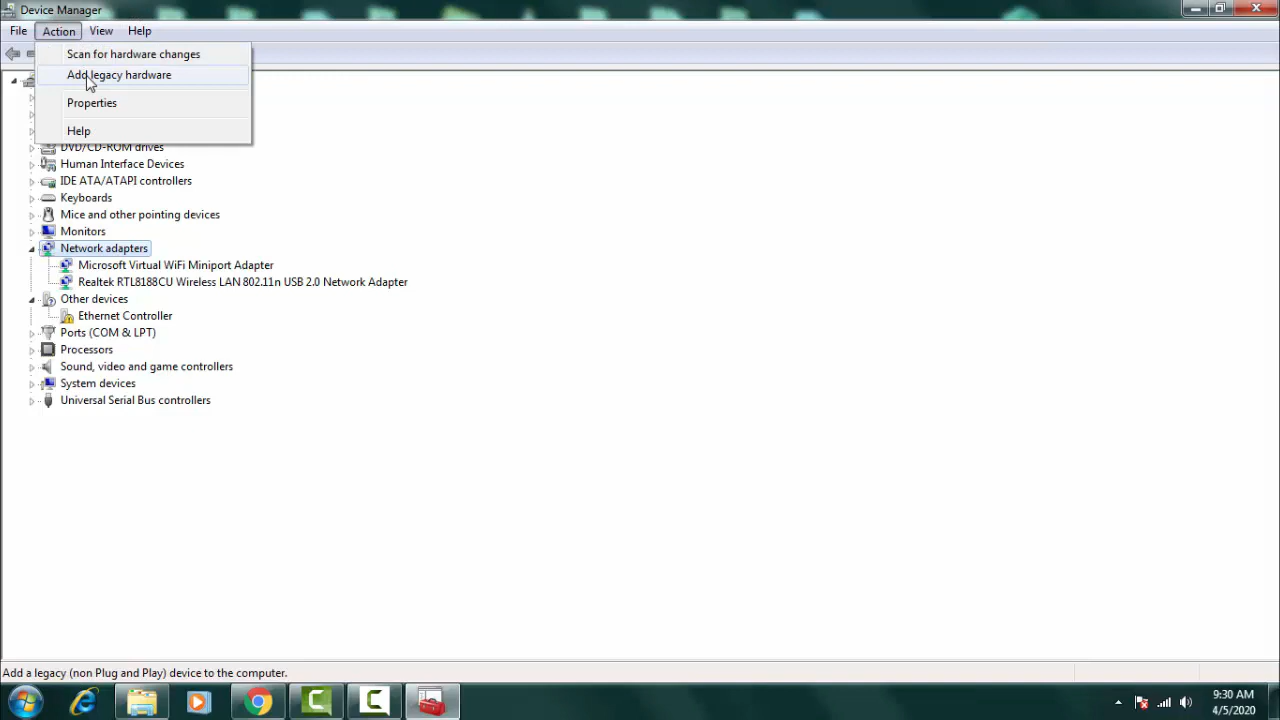 Device Manager
File Action View Help
Scan for hardware changes
Add legacy hardware
Properties
Help
DVD/CD-ROM drives
Human Interface Devices
IDE ATA/ATAPI controllers
Keyboards
Mice and other pointing devices
Monitors
Network adapters
Microsoft Virtual WiFi Miniport Adapter
Realtek RTL8188CU Wireless LAN 802.11n USB 2.0 Network Adapter
Other devices
Ethernet Controller
Ports (COM & LPT)
Processors
Sound, video and game controllers
System devices
Universal Serial Bus controllers
Add a legacy (non Plug and Play) device to the computer.
9:30 AM
4/5/2020